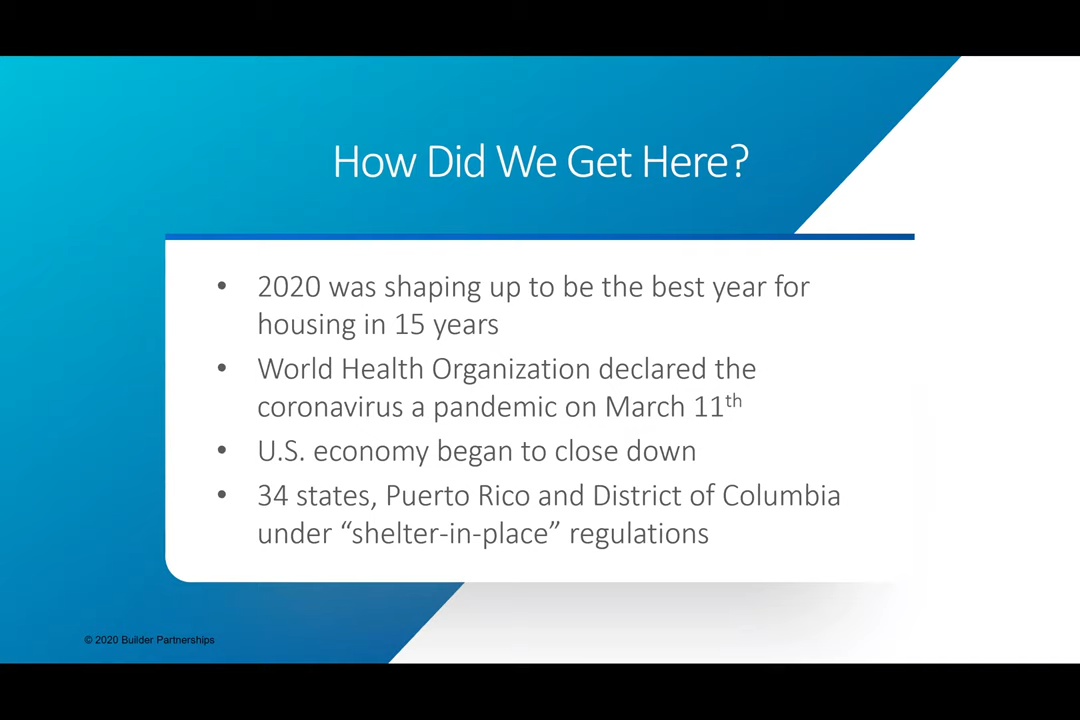 How Did We Get Here?
• 2020 was shaping up to be the best year for
housing in 15 years
• World Health Organization declared the
coronavirus a pandemic on March 11th
• U.S. economy began to close down
• 34 states, Puerto Rico and District of Columbia
under “shelter-in-place” regulations
© 2020 Builder Partnerships